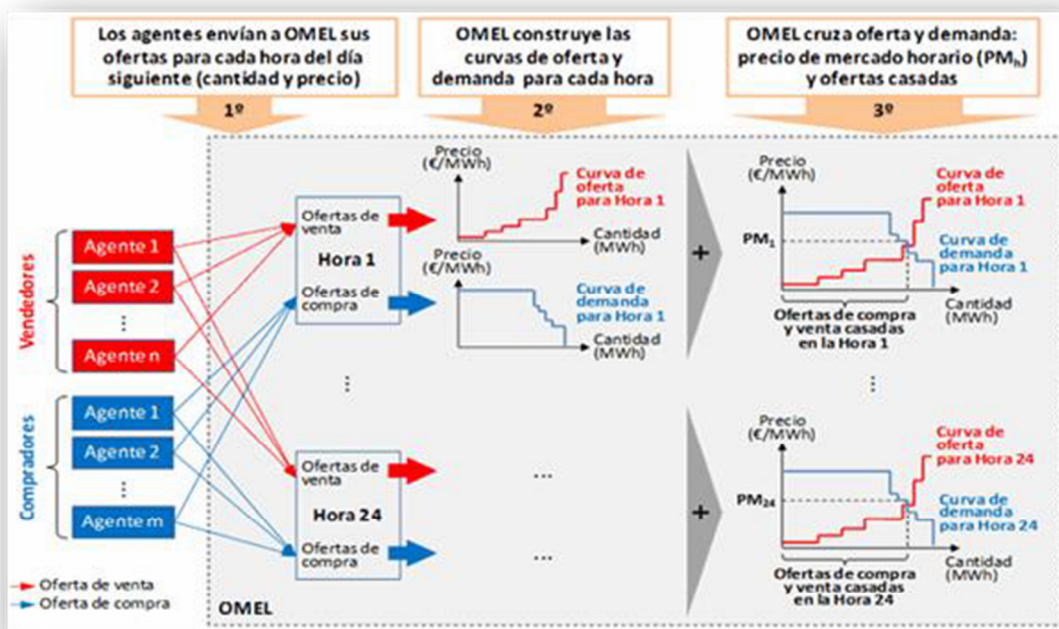 Los agentes envían a OMEL sus
ofertas para cada hora del día
siguiente (cantidad y precio)
1º
OMEL construye las
curvas de oferta y
demanda para cada hora
2º
OMEL cruza oferta y demanda:
precio de mercado horario (PMh)
y ofertas casadas
3º
Vendedores
Agente 1
Agente 2
⋮
Agente n
Compradores
Agente 1
Agente 2
⋮
Agente m
Oferta de venta
Oferta de compra
Ofertas de
venta
Hora 1
Ofertas de
compra
⋮
Ofertas de
venta
Hora 24
Ofertas de
compra
OMEL
Precio
(€/MWh)
Curva de
oferta
para Hora 1
Cantidad
(MWh)
Precio
(€/MWh)
Curva de
demanda
para Hora 1
Cantidad
(MWh)
...
...
+
Precio
(€/MWh)
Curva de
oferta
para Hora 1
PM1
Curva de
demanda
para Hora 1
Cantidad
(MWh)
Ofertas de compra
y venta casadas
en la Hora 1
⋮
+
Precio
(€/MWh)
Curva de
oferta
para Hora 24
PM24
Curva de
demanda
para Hora 24
Cantidad
(MWh)
Ofertas de compra
y venta casadas
en la Hora 24